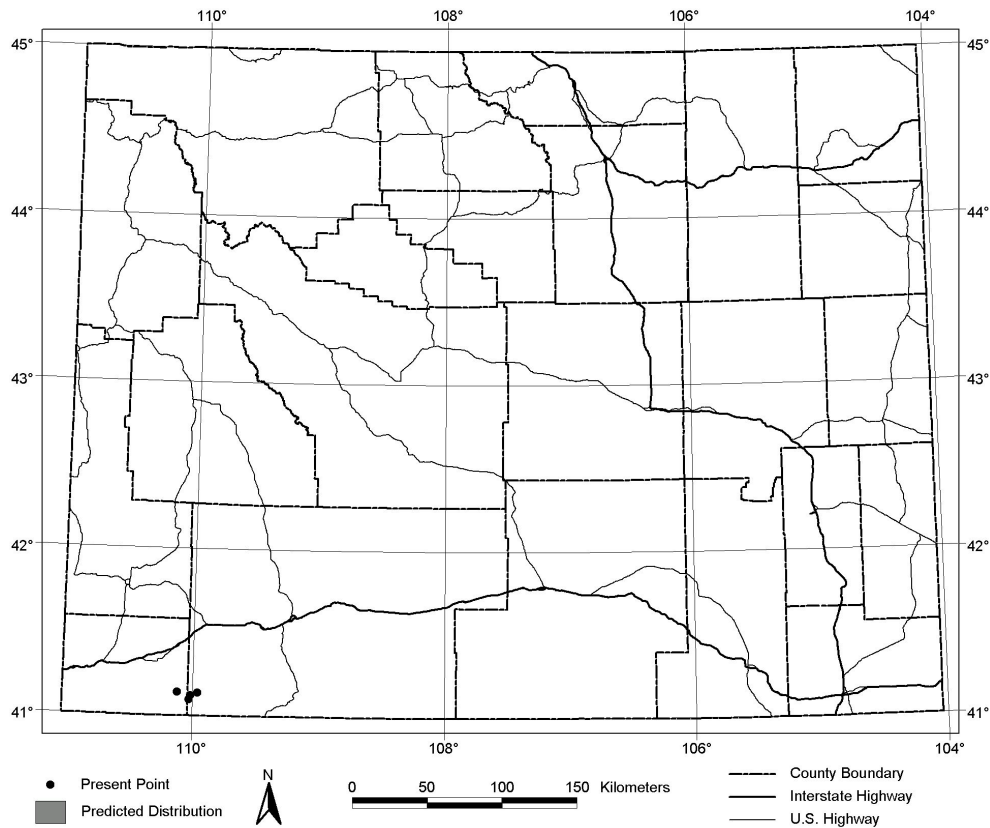 110° 108° 106° 104°
45° 45°
44° 44°
43° 43°
42° 42°
41° 41°
110° 108° 106° 104°
Present Point
Predicted Distribution
N
0 50 100 150 Kilometers
County Boundary
Interstate Highway
U.S. Highway